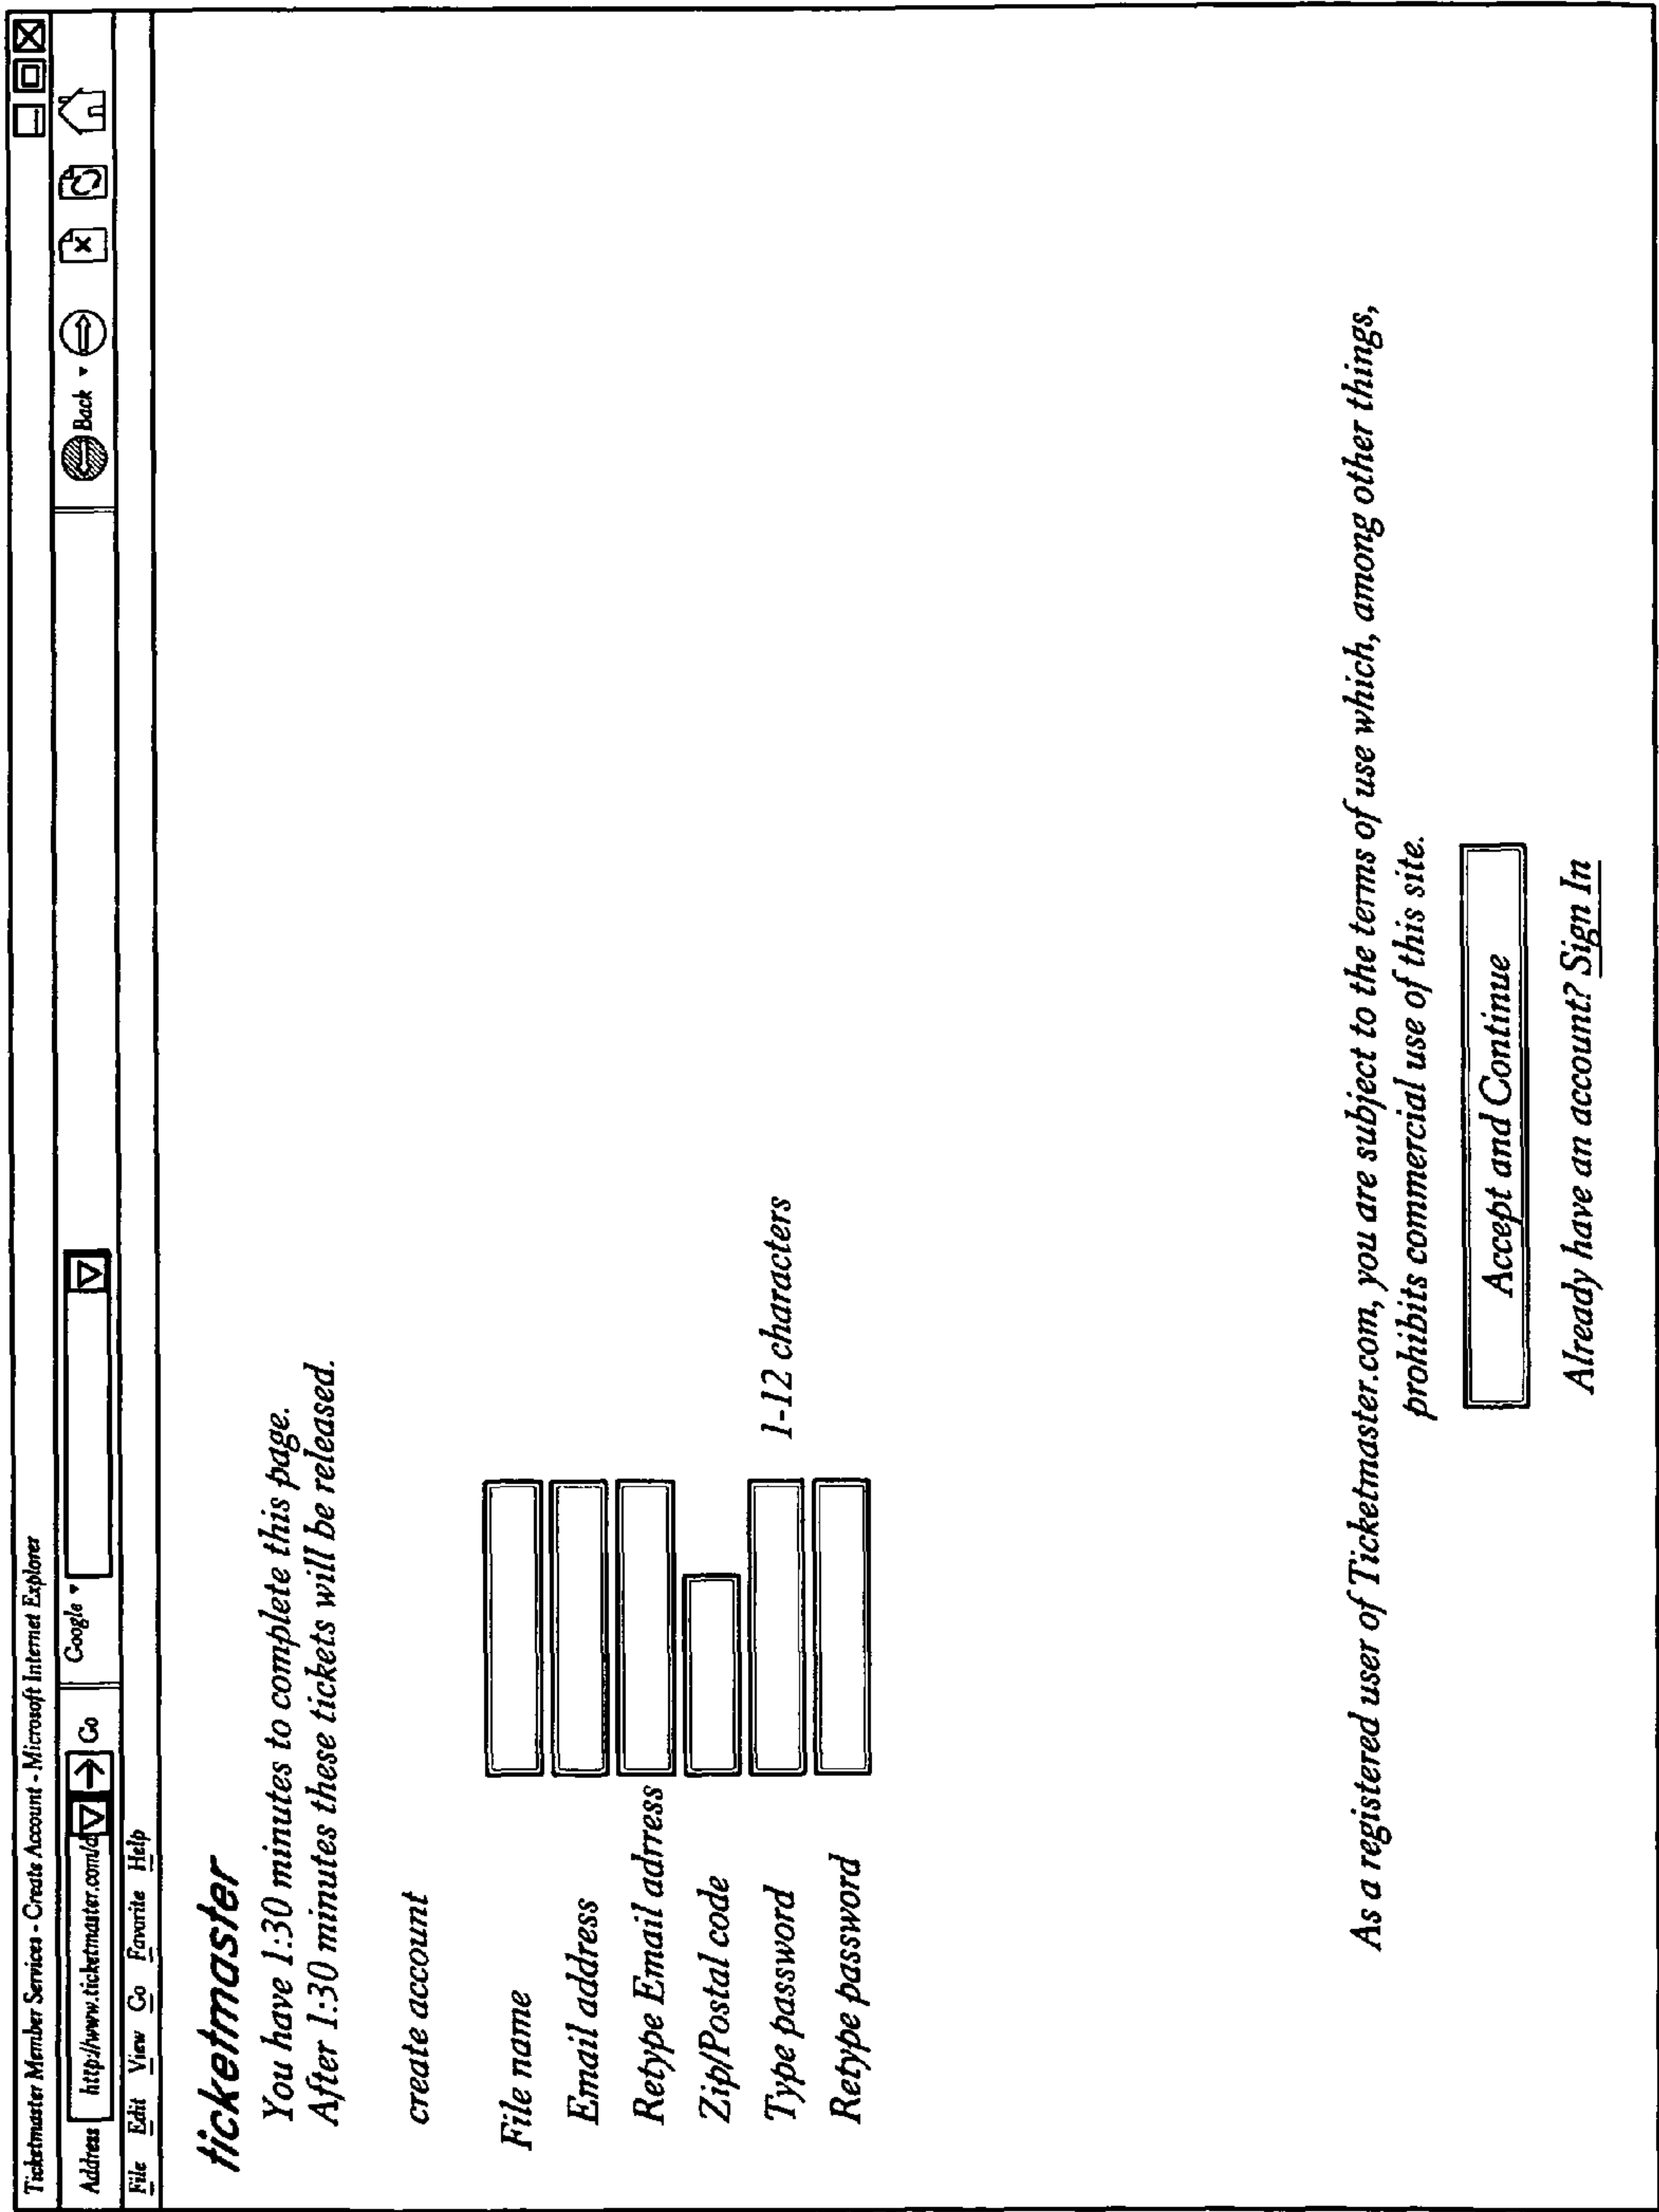 Ticketmaster Member Services - Create Account - Microsoft Internet Explorer
Address http://www.ticketmaster.com/d Go Google Back
File Edit View Go Favorite Help
ticketmaster
You have 1:30 minutes to complete this page.
After 1:30 minutes these tickets will be released.
create account
File name
Email address
Retype Email adrress
Zip/Postal code
Type password 1-12 characters
Retype password
As a registered user of Ticketmaster.com, you are subject to the terms of use which, among other things,
prohibits commercial use of this site.
Accept and Continue
Already have an account? Sign In